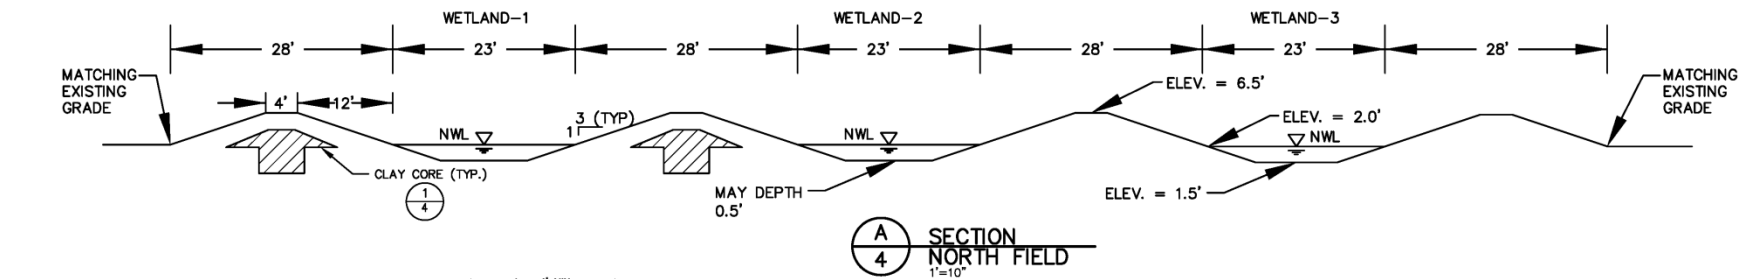 WETLAND-1
WETLAND-2
WETLAND-3
28'
23'
28'
23'
28'
23'
28'
MATCHING
EXISTING
GRADE
4'
12'
NWL
3 (TYP)
1
NWL
ELEV. = 6.5'
ELEV. = 2.0'
NWL
MATCHING
EXISTING
GRADE
CLAY CORE (TYP.)
1
4
MAY DEPTH
0.5'
ELEV. = 1.5'
A
4
SECTION
NORTH FIELD
1'=10"